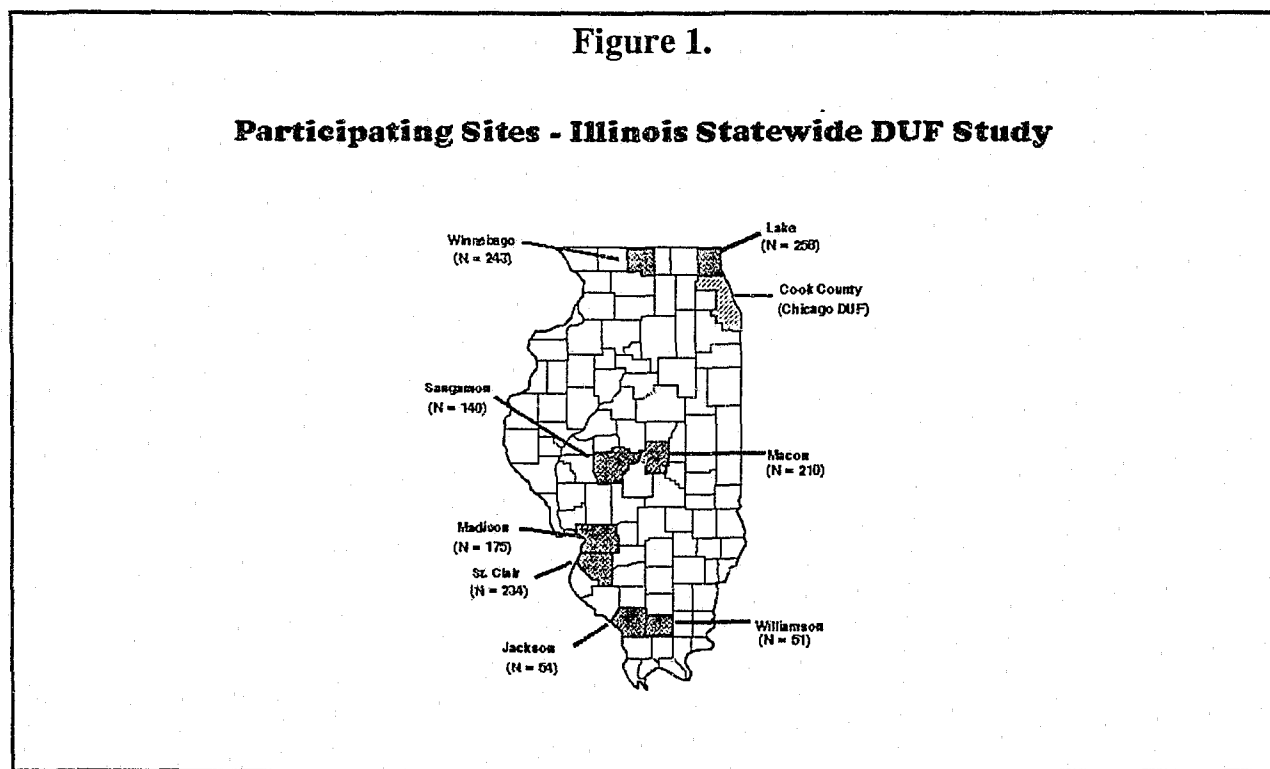 Figure 1.
Participating Sites - Illinois Statewide DUF Study
Winnebago
(N = 243)
Lake
(N = 258)
Cook County
(Chicago DUF)
Sangamon
(N = 140)
Macon
(N = 210)
Madison
(N = 175)
St. Clair
(N = 234)
Williamson
(N = 51)
Jackson
(N = 54)